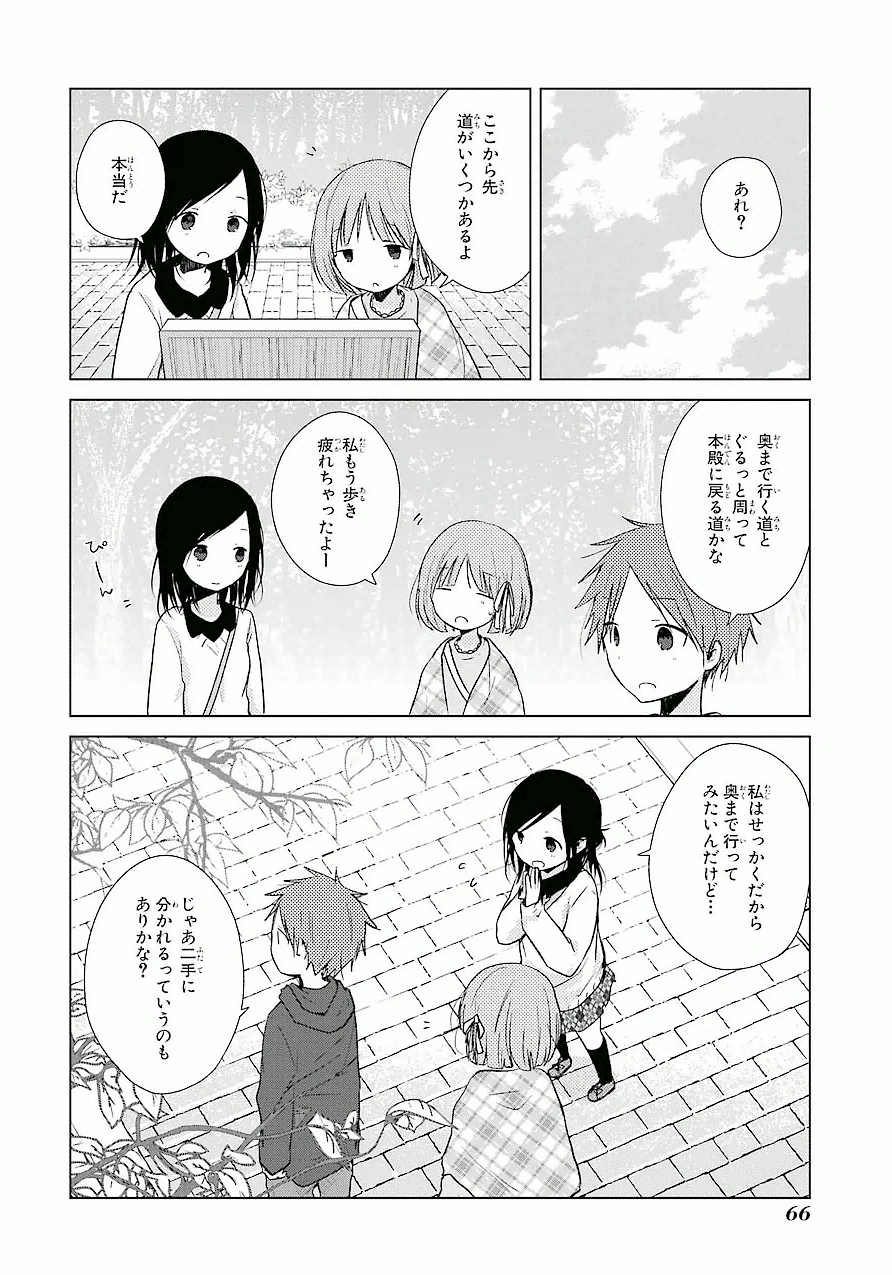 あれ？
ここから先
道がいくつかあるよ
本当だ
奥まで行く道と
ぐるっと周って
本殿に戻る道かな
私もう歩き
疲れちゃったよー
ぴーん
私はせっかくだから
奥まで行って
みたいんだけど…
じゃあ二手に
分かれるっていうのも
ありかな？
66